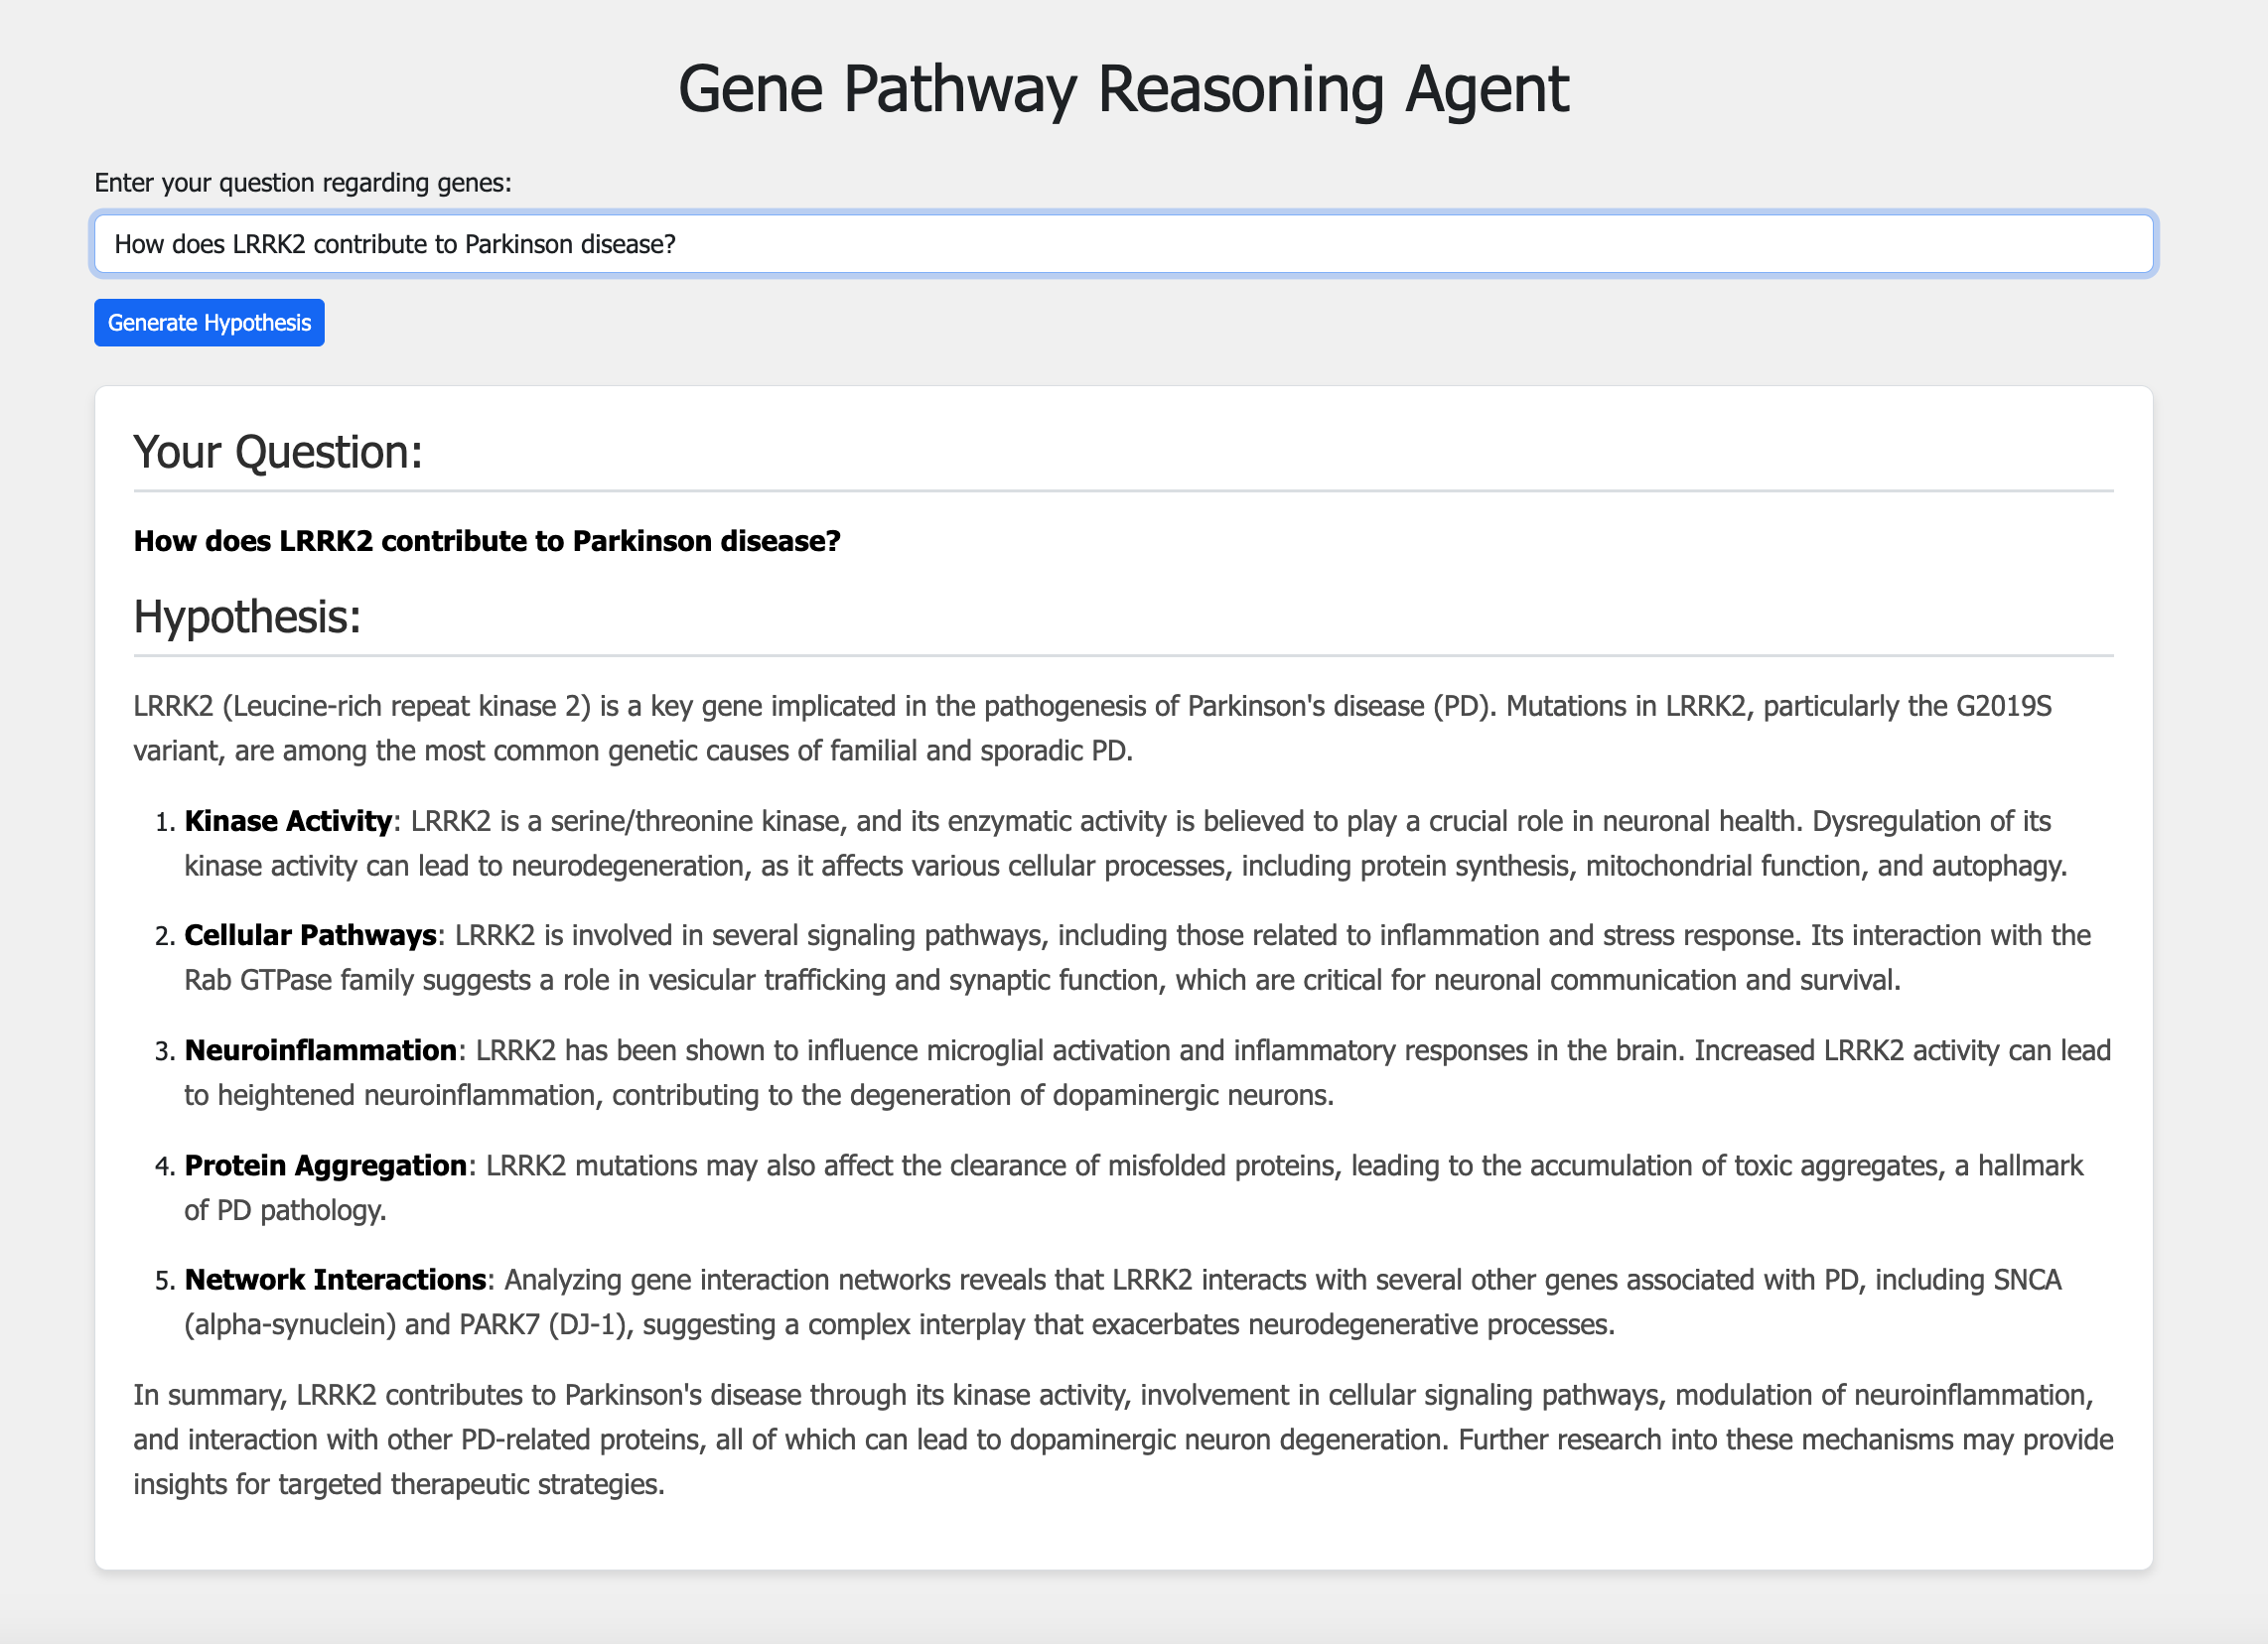 Gene Pathway Reasoning Agent
Enter your question regarding genes:
How does LRRK2 contribute to Parkinson disease?
Generate Hypothesis
Your Question:
How does LRRK2 contribute to Parkinson disease?
Hypothesis:
LRRK2 (Leucine-rich repeat kinase 2) is a key gene implicated in the pathogenesis of Parkinson's disease (PD). Mutations in LRRK2, particularly the G2019S
variant, are among the most common genetic causes of familial and sporadic PD.
1. Kinase Activity: LRRK2 is a serine/threonine kinase, and its enzymatic activity is believed to play a crucial role in neuronal health. Dysregulation of its
kinase activity can lead to neurodegeneration, as it affects various cellular processes, including protein synthesis, mitochondrial function, and autophagy.
2. Cellular Pathways: LRRK2 is involved in several signaling pathways, including those related to inflammation and stress response. Its interaction with the
Rab GTPase family suggests a role in vesicular trafficking and synaptic function, which are critical for neuronal communication and survival.
3. Neuroinflammation: LRRK2 has been shown to influence microglial activation and inflammatory responses in the brain. Increased LRRK2 activity can lead
to heightened neuroinflammation, contributing to the degeneration of dopaminergic neurons.
4. Protein Aggregation: LRRK2 mutations may also affect the clearance of misfolded proteins, leading to the accumulation of toxic aggregates, a hallmark
of PD pathology.
5. Network Interactions: Analyzing gene interaction networks reveals that LRRK2 interacts with several other genes associated with PD, including SNCA
(alpha-synuclein) and PARK7 (DJ-1), suggesting a complex interplay that exacerbates neurodegenerative processes.
In summary, LRRK2 contributes to Parkinson's disease through its kinase activity, involvement in cellular signaling pathways, modulation of neuroinflammation,
and interaction with other PD-related proteins, all of which can lead to dopaminergic neuron degeneration. Further research into these mechanisms may provide
insights for targeted therapeutic strategies.